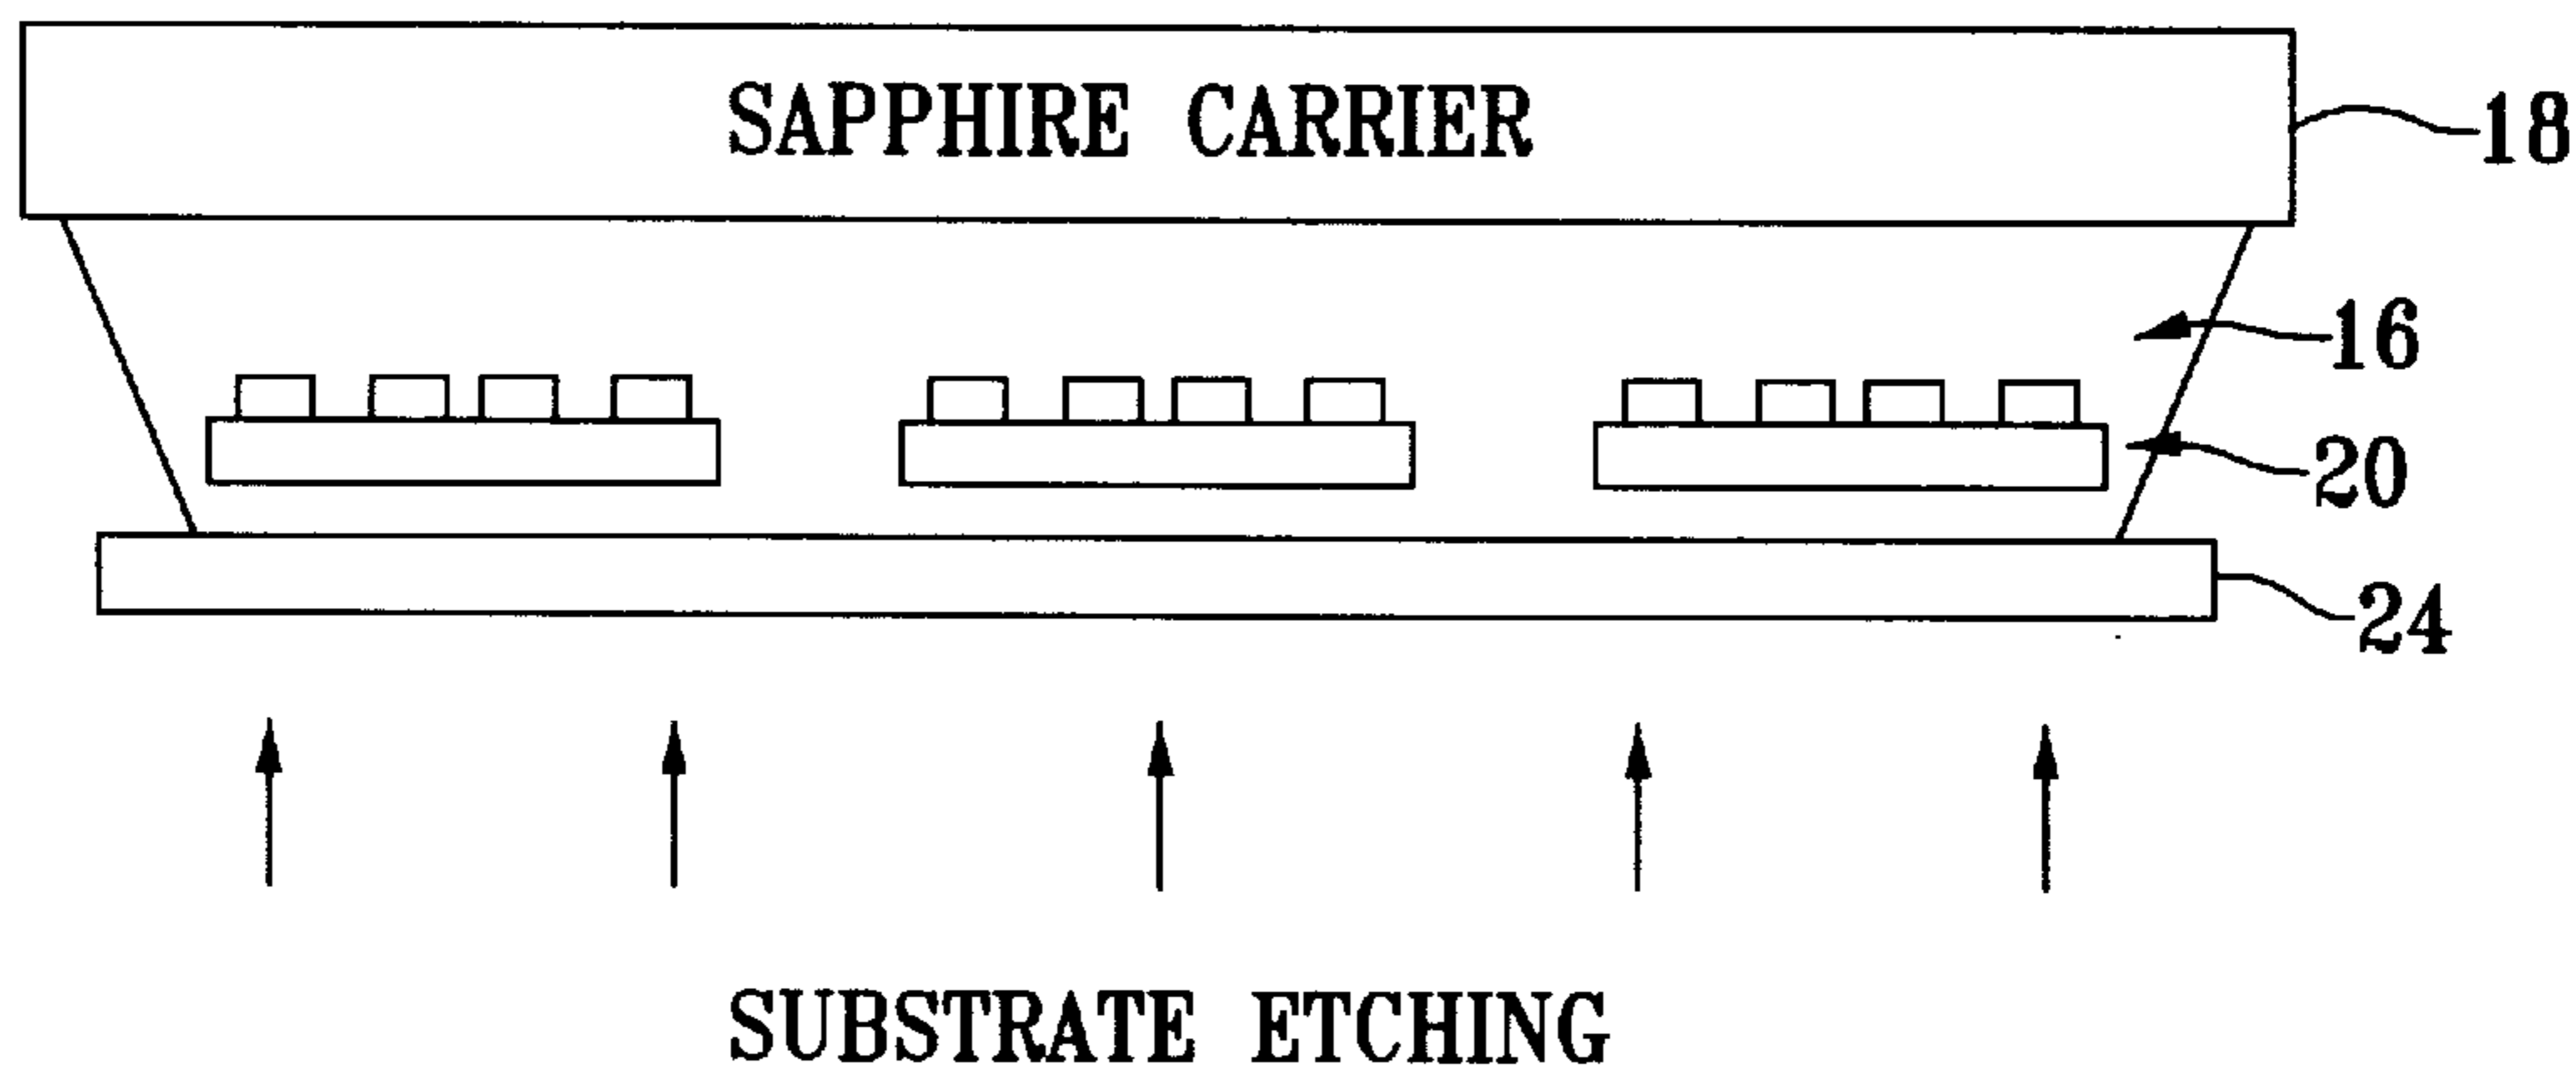 SAPPHIRE CARRIER
18
16
20
24
SUBSTRATE ETCHING